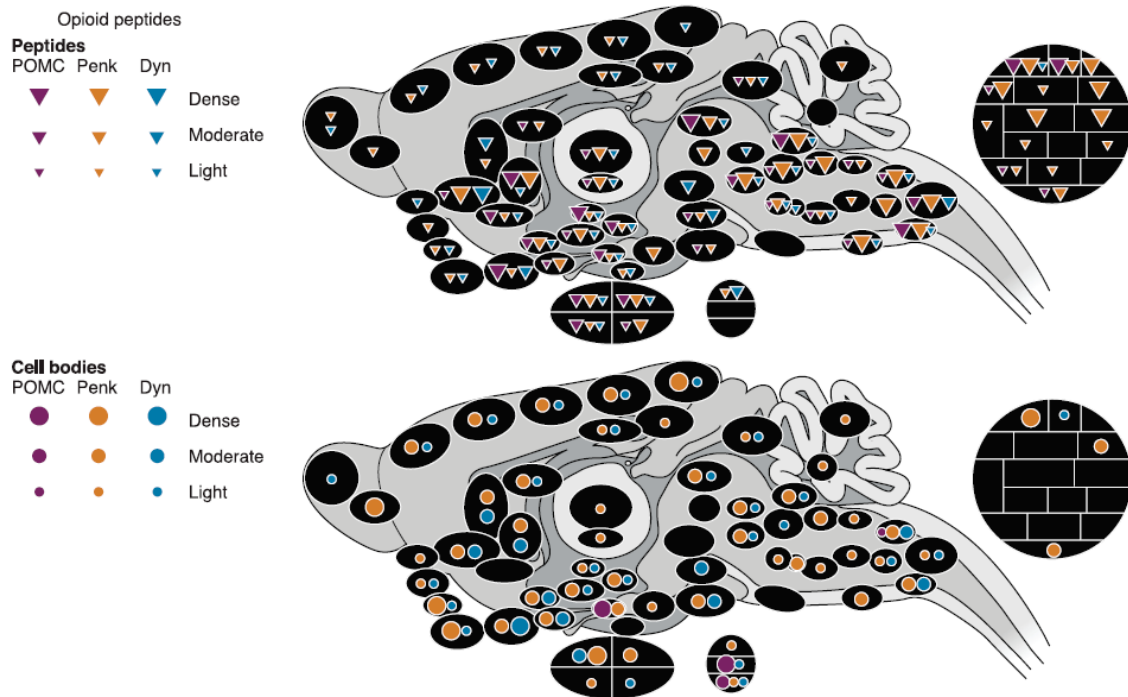 Opioid peptides
Peptides
POMC Penk Dyn
Dense
Moderate
Light
Cell bodies
POMC Penk Dyn
Dense
Moderate
Light